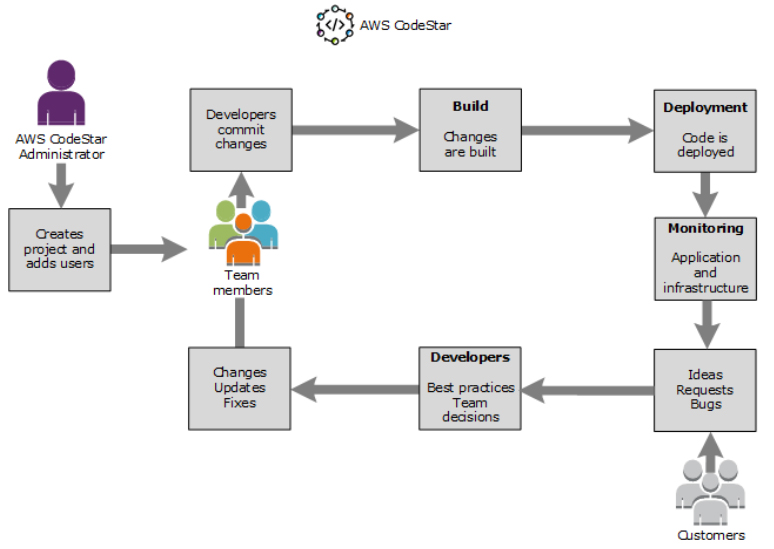 AWS CodeStar
AWS CodeStar
Administrator
Creates
project and
adds users
Team
members
Developers
commit
changes
Build
Changes
are built
Deployment
Code is
deployed
Monitoring
Application
and
infrastructure
Ideas
Requests
Bugs
Customers
Developers
Best practices
Team
decisions
Changes
Updates
Fixes